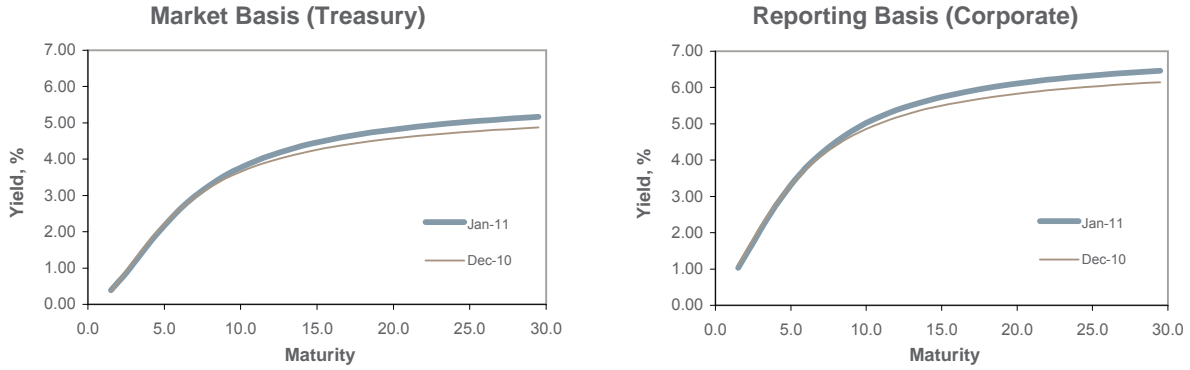 Market Basis (Treasury)
7.00
6.00
5.00
4.00
3.00
2.00
1.00
0.00
Yield, %
Jan-11
Dec-10
0.0 5.0 10.0 15.0 20.0 25.0 30.0
Maturity
Reporting Basis (Corporate)
7.00
6.00
5.00
4.00
3.00
2.00
1.00
0.00
Yield, %
Jan-11
Dec-10
0.0 5.0 10.0 15.0 20.0 25.0 30.0
Maturity